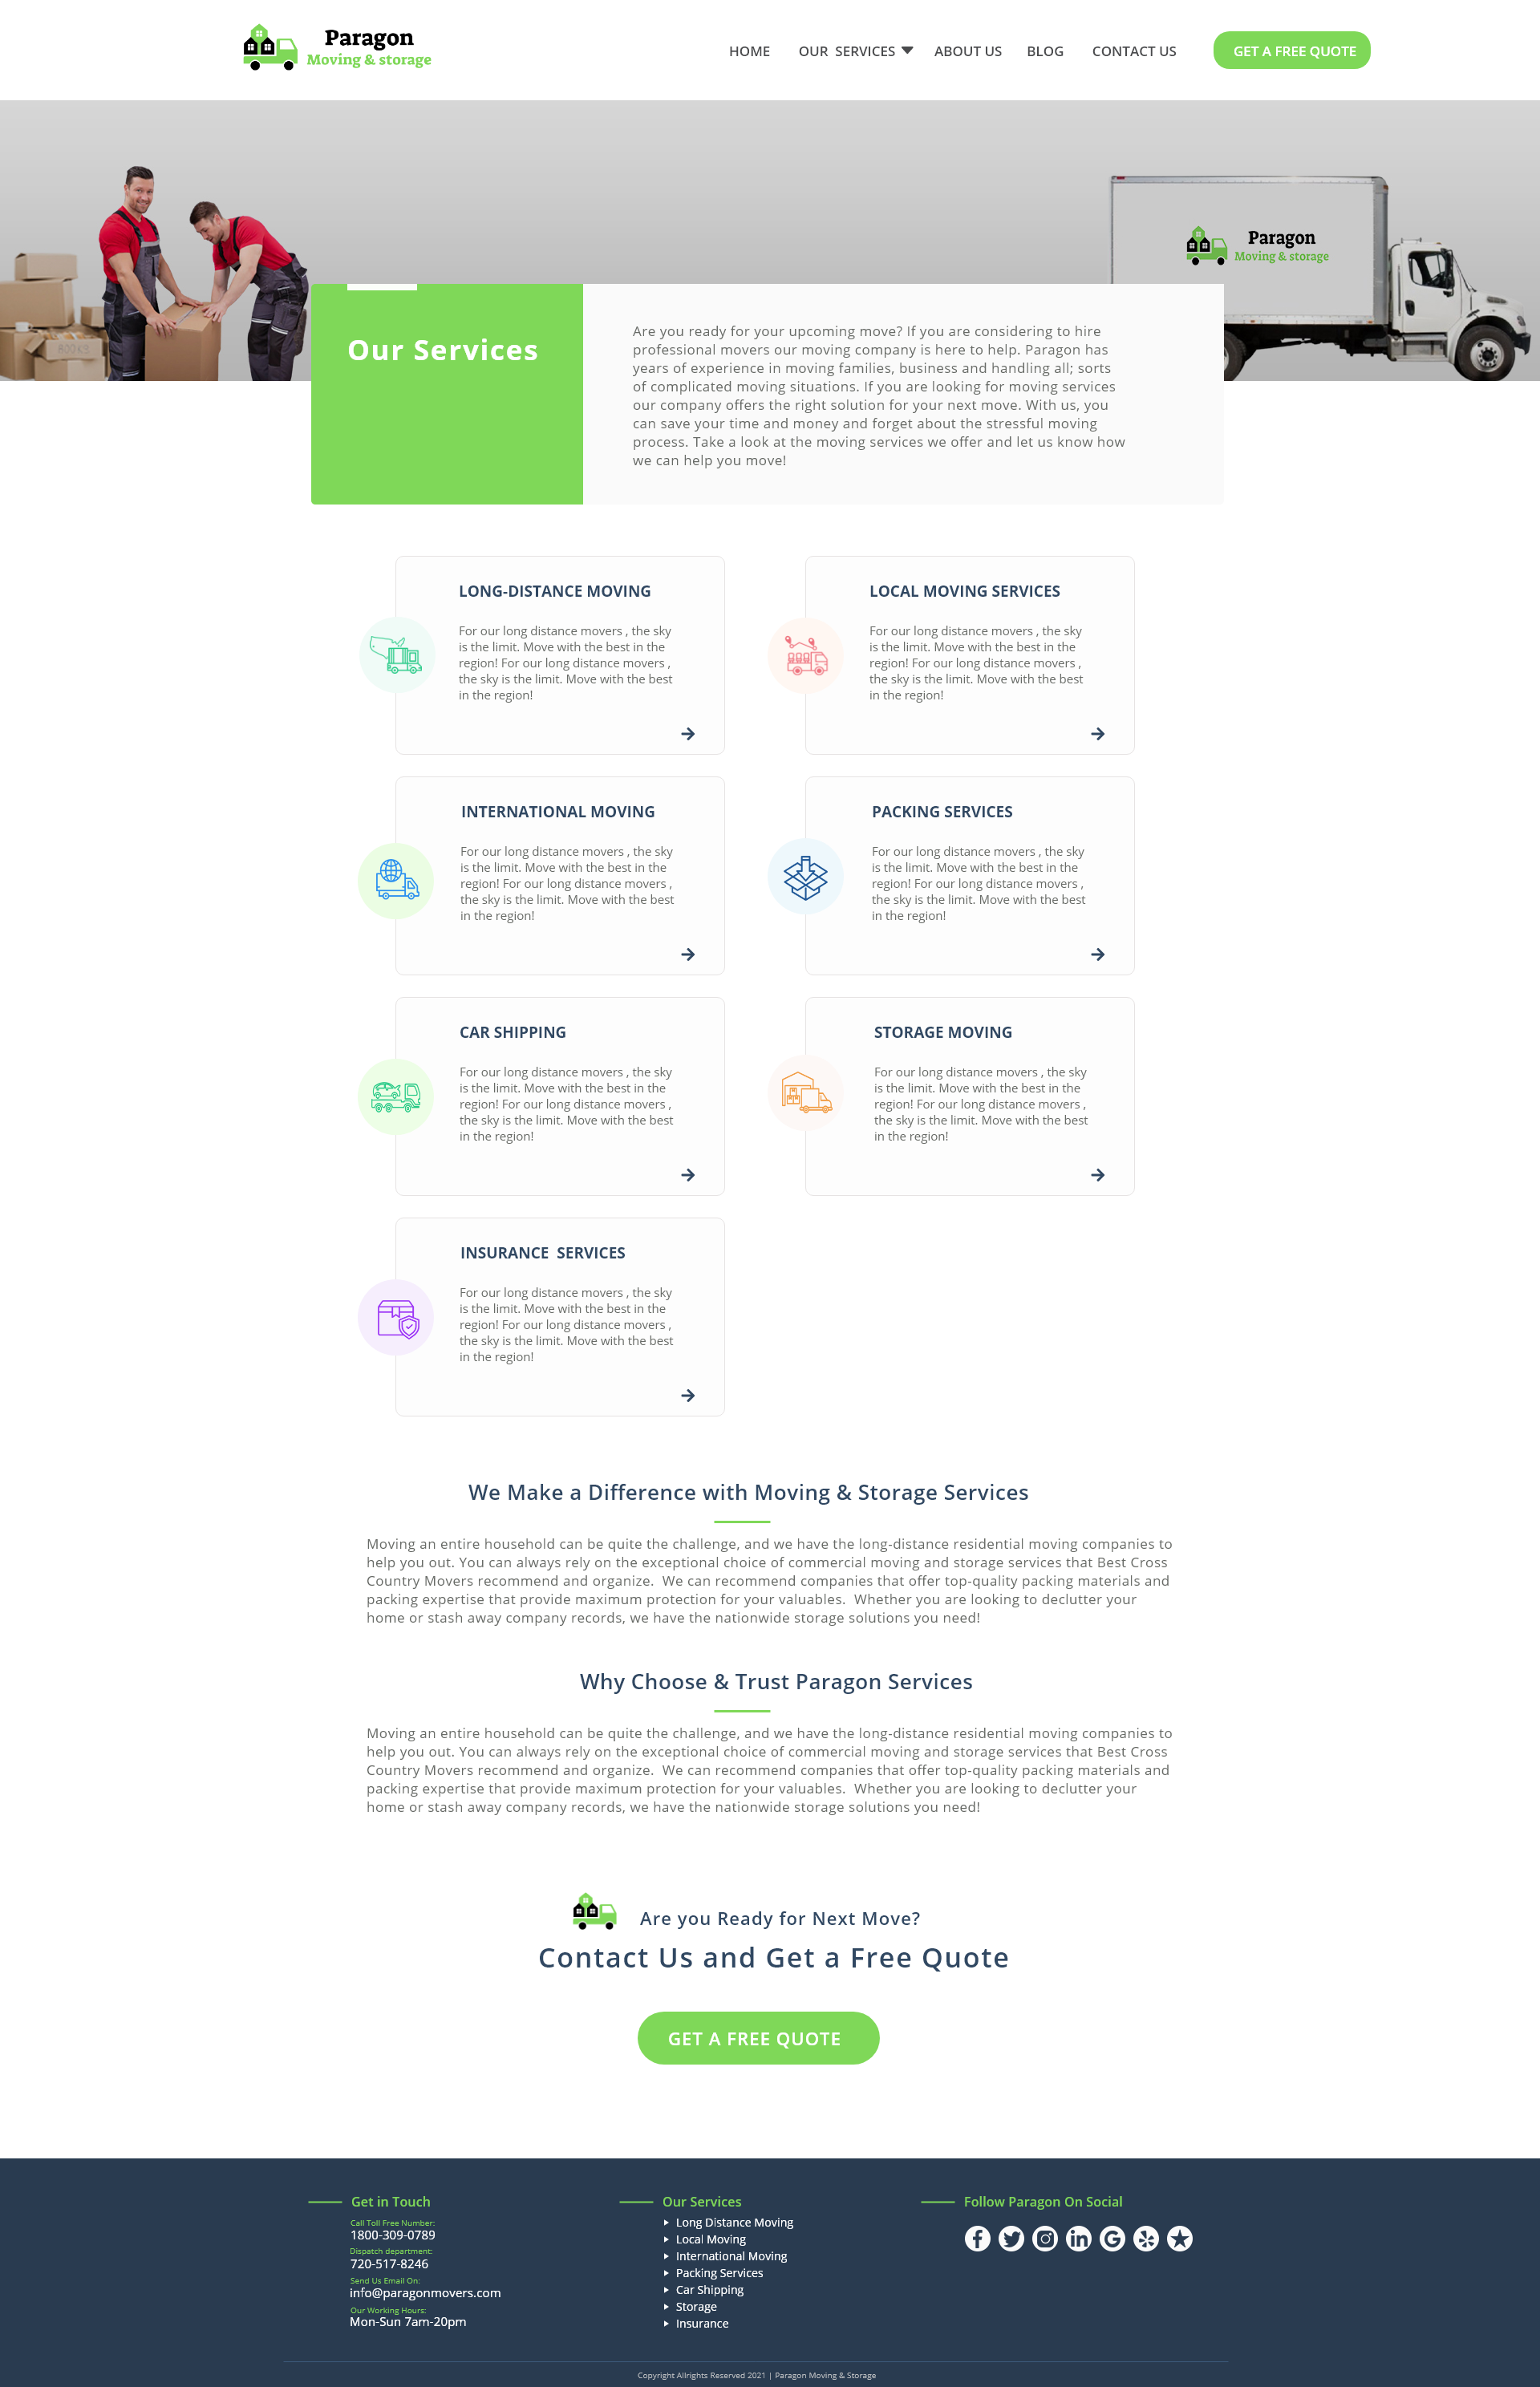 Paragon
Moving & storage
HOME OUR SERVICES ABOUT US BLOG CONTACT US GET A FREE QUOTE
Paragon
Moving & storage
BOOKS
Our Services
Are you ready for your upcoming move? If you are considering to hire
professional movers our moving company is here to help. Paragon has
years of experience in moving families, business and handling all; sorts
of complicated moving situations. If you are looking for moving services
our company offers the right solution for your next move. With us, you
can save your time and money and forget about the stressful moving
process. Take a look at the moving services we offer and let us know how
we can help you move!
LONG-DISTANCE MOVING
For our long distance movers , the sky
is the limit. Move with the best in the
region! For our long distance movers ,
the sky is the limit. Move with the best
in the region!
LOCAL MOVING SERVICES
For our long distance movers , the sky
is the limit. Move with the best in the
region! For our long distance movers ,
the sky is the limit. Move with the best
in the region!
INTERNATIONAL MOVING
For our long distance movers , the sky
is the limit. Move with the best in the
region! For our long distance movers ,
the sky is the limit. Move with the best
in the region!
PACKING SERVICES
For our long distance movers , the sky
is the limit. Move with the best in the
region! For our long distance movers ,
the sky is the limit. Move with the best
in the region!
CAR SHIPPING
For our long distance movers , the sky
is the limit. Move with the best in the
region! For our long distance movers ,
the sky is the limit. Move with the best
in the region!
STORAGE MOVING
For our long distance movers , the sky
is the limit. Move with the best in the
region! For our long distance movers ,
the sky is the limit. Move with the best
in the region!
INSURANCE SERVICES
For our long distance movers , the sky
is the limit. Move with the best in the
region! For our long distance movers ,
the sky is the limit. Move with the best
in the region!
We Make a Difference with Moving & Storage Services
Moving an entire household can be quite the challenge, and we have the long-distance residential moving companies to
help you out. You can always rely on the exceptional choice of commercial moving and storage services that Best Cross
Country Movers recommend and organize. We can recommend companies that offer top-quality packing materials and
packing expertise that provide maximum protection for your valuables. Whether you are looking to declutter your
home or stash away company records, we have the nationwide storage solutions you need!
Why Choose & Trust Paragon Services
Moving an entire household can be quite the challenge, and we have the long-distance residential moving companies to
help you out. You can always rely on the exceptional choice of commercial moving and storage services that Best Cross
Country Movers recommend and organize. We can recommend companies that offer top-quality packing materials and
packing expertise that provide maximum protection for your valuables. Whether you are looking to declutter your
home or stash away company records, we have the nationwide storage solutions you need!
Are you Ready for Next Move?
Contact Us and Get a Free Quote
GET A FREE QUOTE
Get in Touch
Call Toll Free Number:
1800-309-0789
Dispatch department:
720-517-8246
Send Us Email On:
info@paragonmovers.com
Our Working Hours:
Mon-Sun 7am-20pm
Our Services
Long Distance Moving
Local Moving
International Moving
Packing Services
Car Shipping
Storage
Insurance
Follow Paragon On Social
Copyright Allrights Reserved 2021 | Paragon Moving & Storage